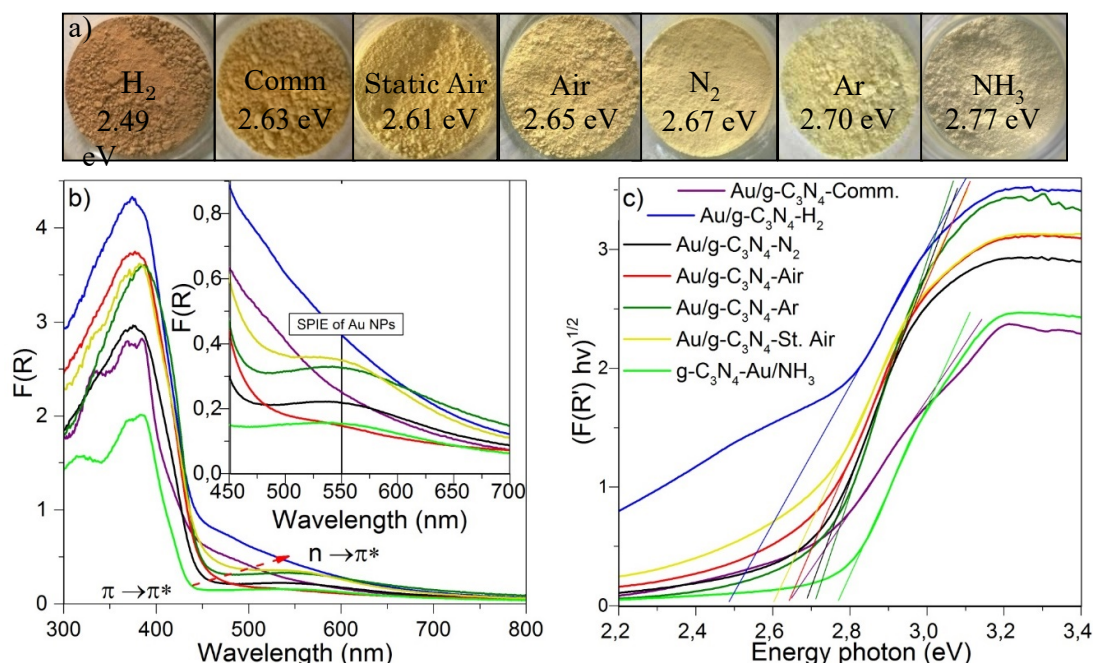 a)
H₂
2.49
eV
Comm
2.63 eV
Static Air
2.61 eV
Air
2.65 eV
N₂
2.67 eV
Ar
2.70 eV
NH₃
2.77 eV
b)
F(R)
4
3
2
1
0
300
400
500
600
700
800
Wavelength (nm)
π →π*
n →π*
F(R)
0,8
0,6
0,4
0,2
0,0
450
500
550
600
650
700
Wavelength (nm)
SPIE of Au NPs
c)
Au/g-C₃N₄-Comm.
Au/g-C₃N₄-H₂
Au/g-C₃N₄-N₂
Au/g-C₃N₄-Air
Au/g-C₃N₄-Ar
Au/g-C₃N₄-St. Air
g-C₃N₄-Au/NH₃
(F(R') hν)¹/²
3
2
1
0
2,2
2,4
2,6
2,8
3,0
3,2
3,4
Energy photon (eV)